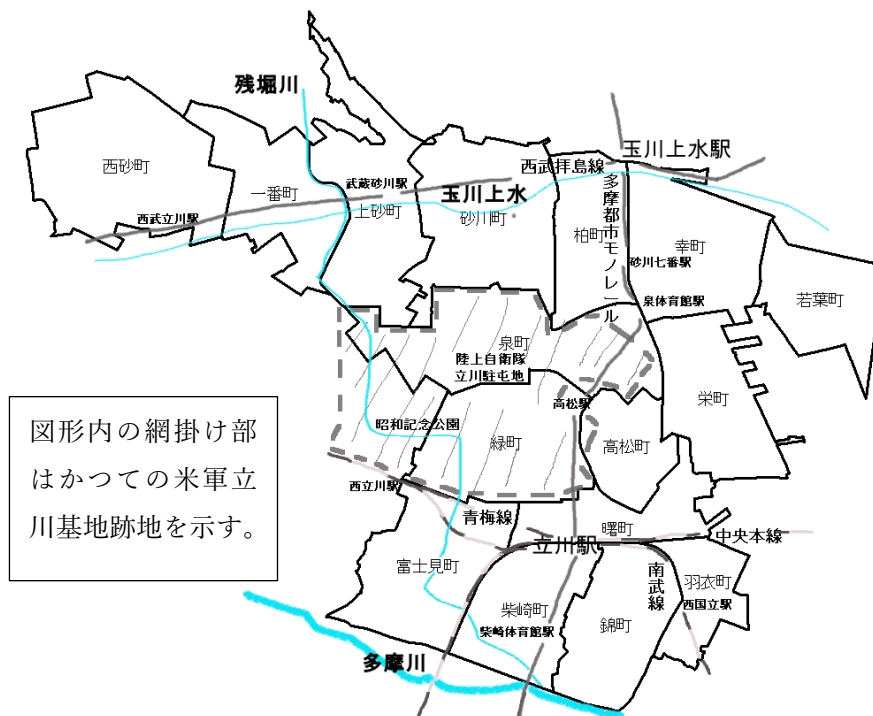 残堀川
玉川上水駅
西武拝島線
西砂町
武蔵砂川駅
一番町
玉川上水
多摩都市モノレール
上砂町
砂川町
西武立川駅
柏町
幸町
砂川七番駅
若葉町
泉体育館駅
泉町
陸上自衛隊
立川駐屯地
栄町
高松駅
昭和記念公園
緑町
高松町
図形内の網掛け部
はかつての米軍立
川基地跡地を示す。
西立川駅
青梅線
曙町
中央本線
立川駅
富士見町
南武線
羽衣町
西国立駅
柴崎町
錦町
柴崎体育館駅
多摩川